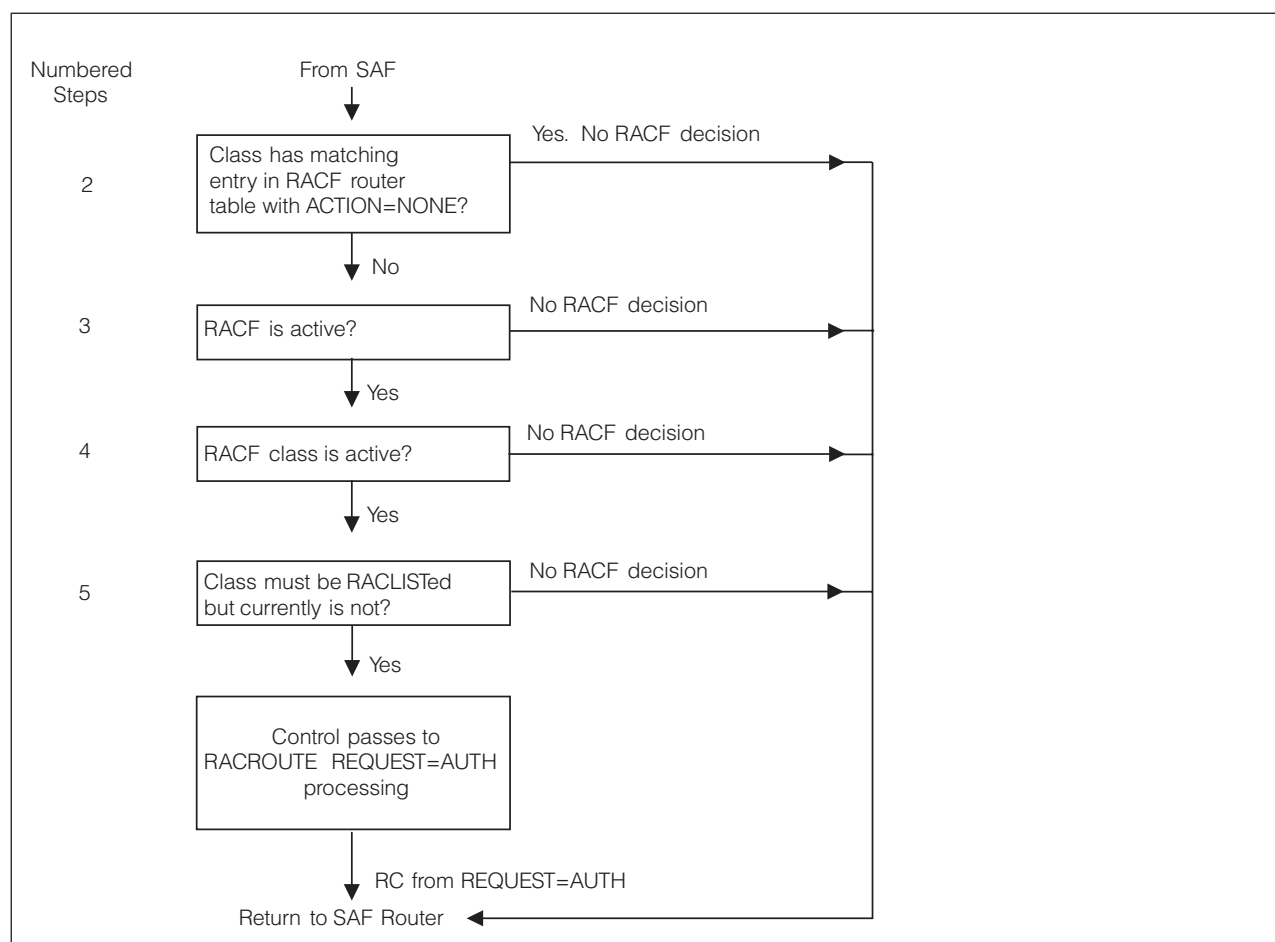 Numbered
Steps
From SAF
Yes. No RACF decision
2
Class has matching
entry in RACF router
table with ACTION=NONE?
No
No RACF decision
3
RACF is active?
Yes
No RACF decision
4
RACF class is active?
Yes
No RACF decision
5
Class must be RACLISTed
but currently is not?
Yes
Control passes to
RACROUTE REQUEST=AUTH
processing
RC from REQUEST=AUTH
Return to SAF Router